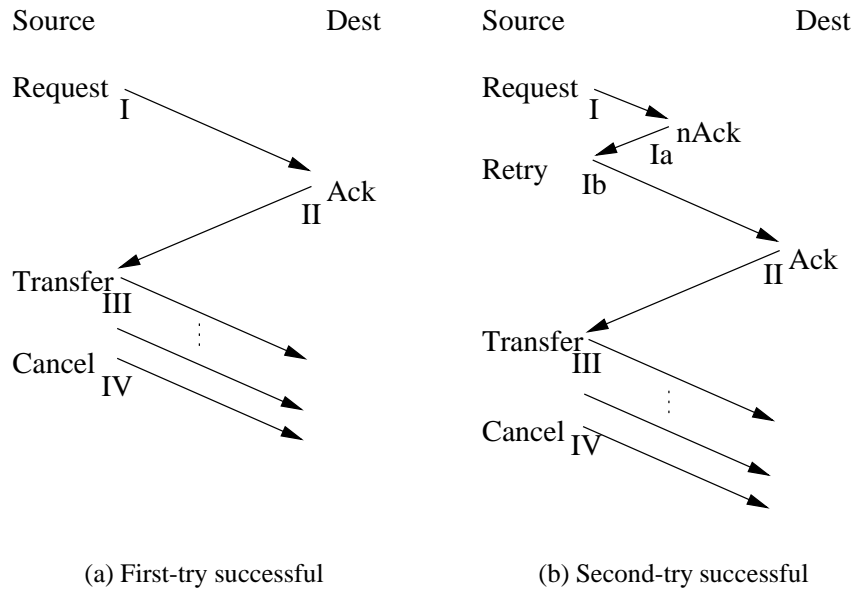 Source
Dest
Request
I
Ack
II
Transfer
III
Cancel
IV
(a) First-try successful
Source
Dest
Request
I
nAck
Ia
Retry
Ib
Ack
II
Transfer
III
Cancel
IV
(b) Second-try successful